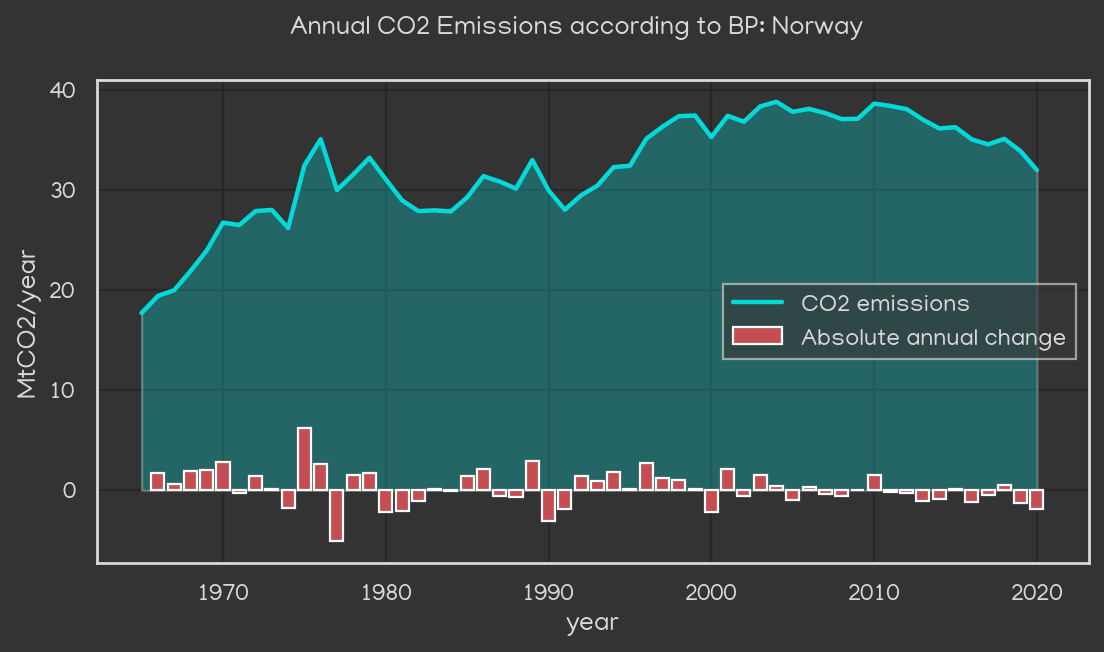 Annual CO2 Emissions according to BP: Norway
MtCO2/year
40
30
20
10
0
CO2 emissions
Absolute annual change
1970
1980
1990
2000
2010
2020
year